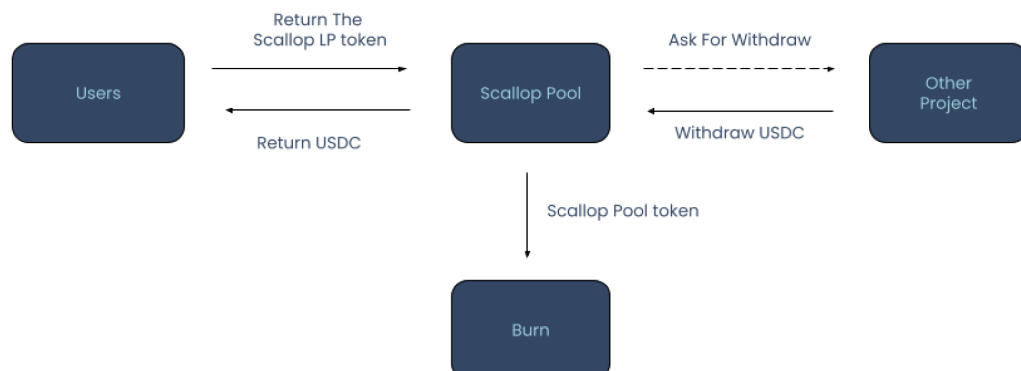 Return The
Scallop LP token
Ask For Withdraw
Users
Scallop Pool
Other
Project
Return USDC
Withdraw USDC
Scallop Pool token
Burn